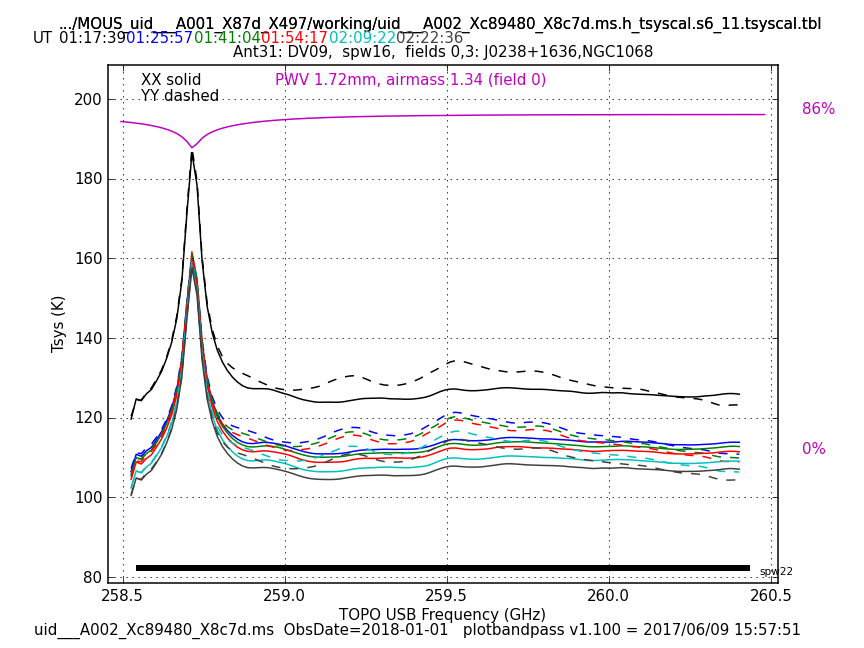 .../MOUS_uid___A001_X87d_X497/working/uid___A002_Xc89480_X8c7d.ms.h_tsyscal.s6_11.tsyscal.tbl
UT 01:17:39 01:25:57 01:41:04 01:54:17 02:09:22 02:22:36
Ant31: DV09, spw16, fields 0,3: J0238+1636,NGC1068
XX solid
YY dashed
PWV 1.72mm, airmass 1.34 (field 0)
86%
0%
200
180
160
140
120
100
80
Tsys (K)
spw22
258.5 259.0 259.5 260.0 260.5
TOPO USB Frequency (GHz)
uid___A002_Xc89480_X8c7d.ms ObsDate=2018-01-01 plotbandpass v1.100 = 2017/06/09 15:57:51